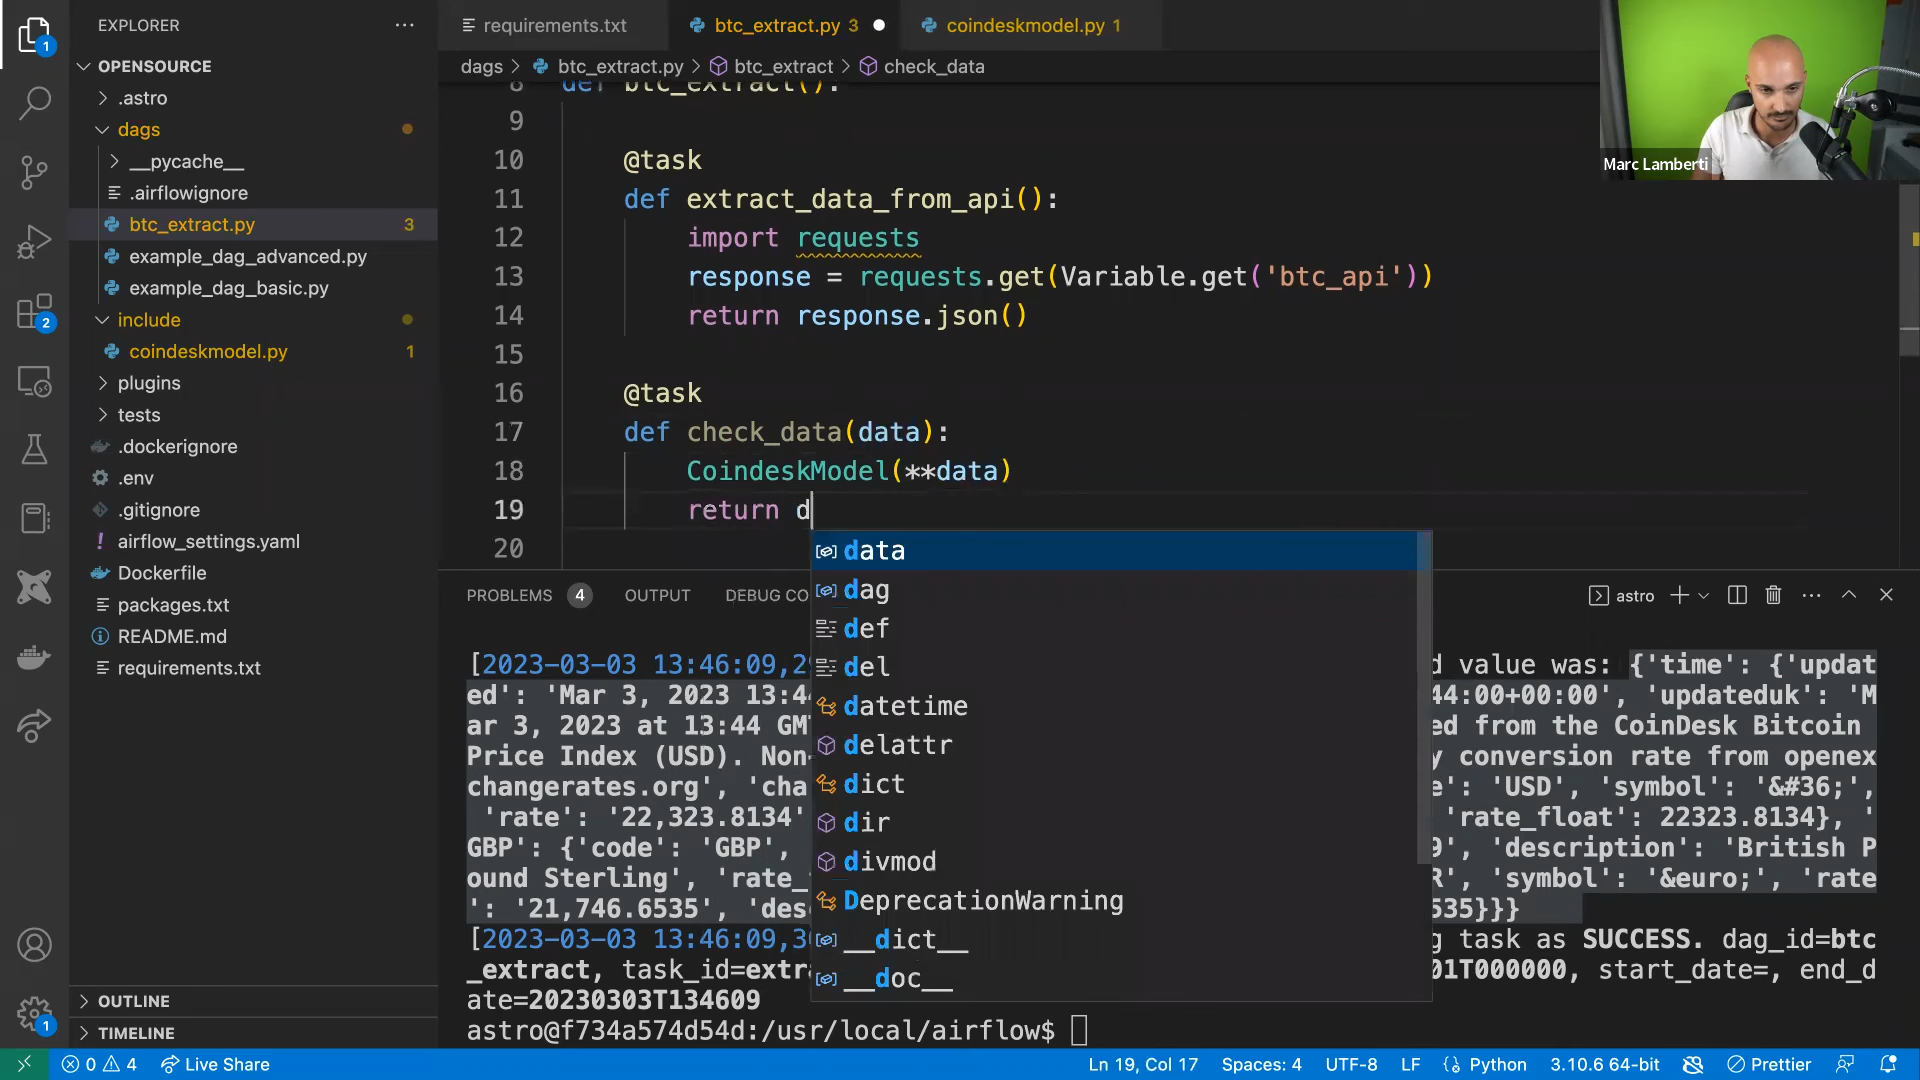 EXPLORER
OPENSOURCE
.astro
dags
__pycache__
.airflowignore
btc_extract.py 3
example_dag_advanced.py
example_dag_basic.py
include
coindeskmodel.py 1
plugins
tests
.dockerignore
.env
.gitignore
airflow_settings.yaml
Dockerfile
packages.txt
README.md
requirements.txt
OUTLINE
TIMELINE
1
2
1
requirements.txt
btc_extract.py 3
coindeskmodel.py 1
dags > btc_extract.py > btc_extract > check_data
8 def btc_extract():
9
10 @task
11 def extract_data_from_api():
12 import requests
13 response = requests.get(Variable.get('btc_api'))
14 return response.json()
15
16 @task
17 def check_data(data):
18 CoindeskModel(**data)
19 return d
20
data
dag
def
del
datetime
delattr
dict
dir
divmod
DeprecationWarning
__dict__
__doc__
Marc Lamberti
PROBLEMS 4 OUTPUT DEBUG CO
astro
[2023-03-03 13:46:09,29 d value was: {'time': {'updat
ed': 'Mar 3, 2023 13:4 44:00+00:00', 'updateduk': 'M
ar 3, 2023 at 13:44 GM ed from the CoinDesk Bitcoin
Price Index (USD). Non y conversion rate from openex
changerates.org', 'cha e': 'USD', 'symbol': '&#36;',
'rate': '22,323.8134' 'rate_float': 22323.8134}, '
GBP': {'code': 'GBP', 9', 'description': 'British P
ound Sterling', 'rate_ R', 'symbol': '&euro;', 'rate
': '21,746.6535', 'des 535}}}
[2023-03-03 13:46:09,30 g task as SUCCESS. dag_id=btc
_extract, task_id=extr 01T000000, start_date=, end_d
ate=20230303T134609
astro@f734a574d54d:/usr/local/airflow$
0 4 Live Share Ln 19, Col 17 Spaces: 4 UTF-8 LF Python 3.10.6 64-bit Prettier